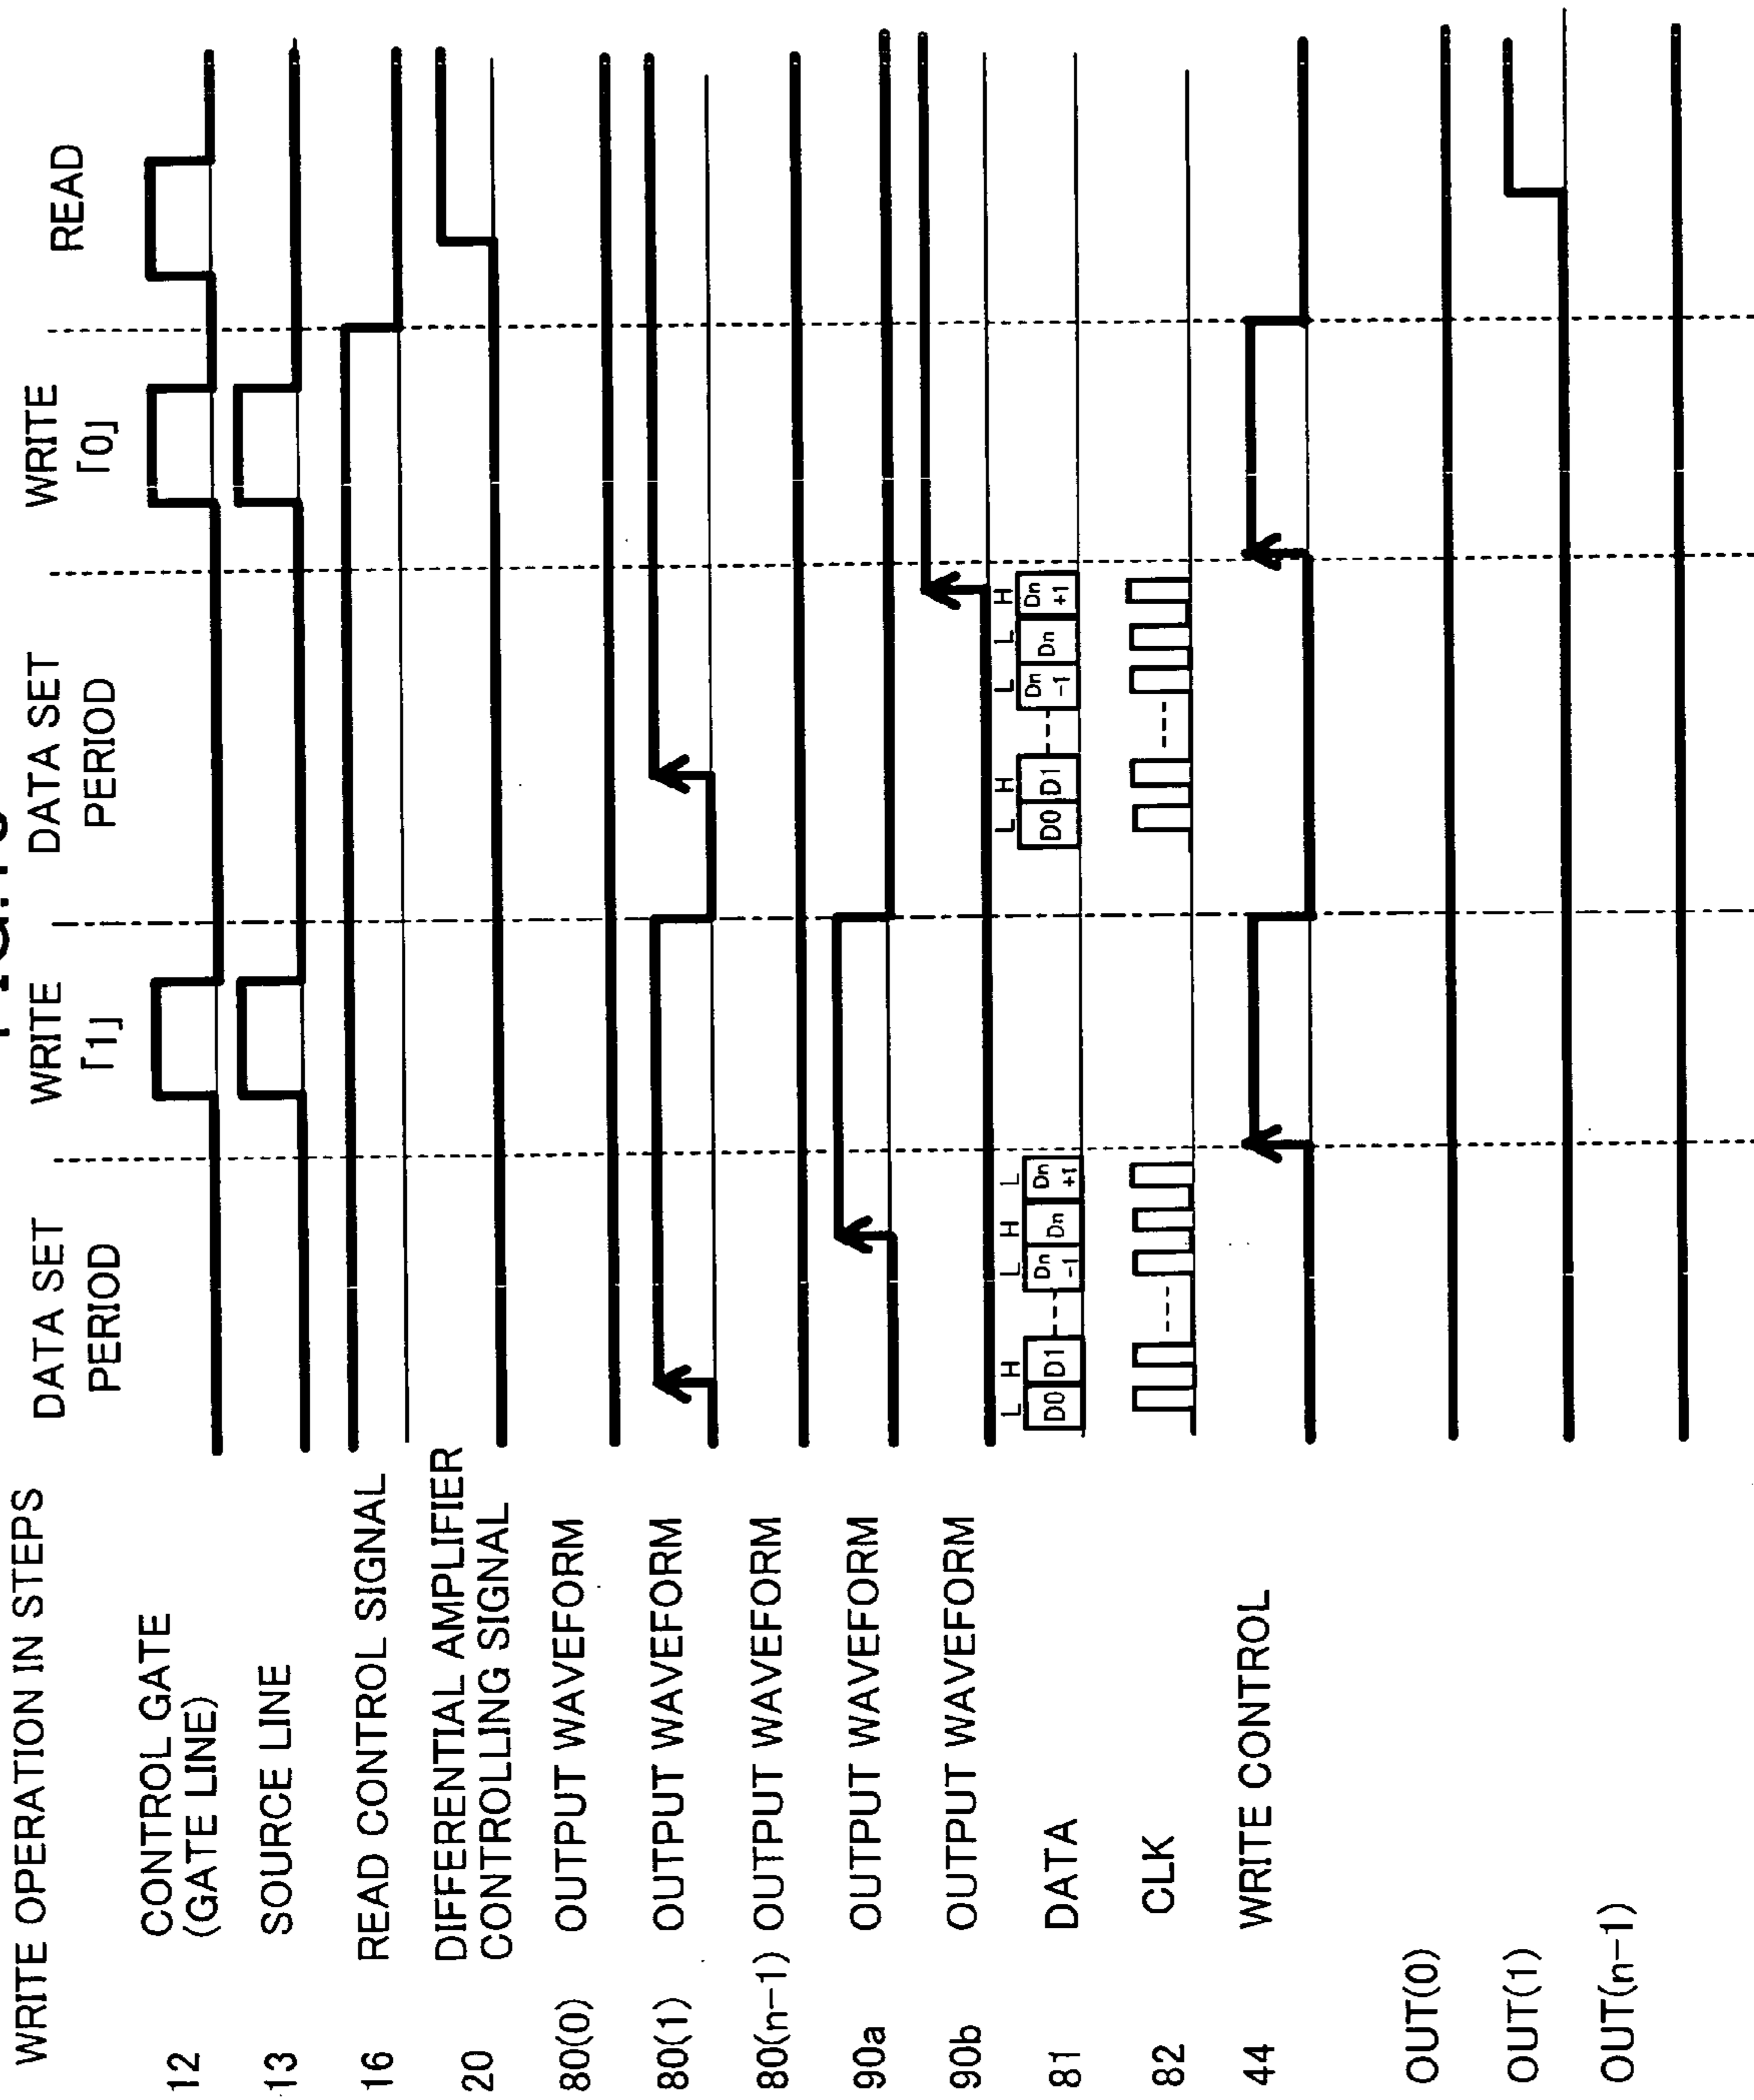 WRITE OPERATION IN STEPS
DATA SET PERIOD
WRITE 「1」
DATA SET PERIOD
WRITE 「0」
READ
12 CONTROL GATE
(GATE LINE)
13 SOURCE LINE
16 READ CONTROL SIGNAL
20 DIFFERENTIAL AMPLIFIER
CONTROLLING SIGNAL
80(0) OUTPUT WAVEFORM
80(1) OUTPUT WAVEFORM
80(n-1) OUTPUT WAVEFORM
90a OUTPUT WAVEFORM
90b OUTPUT WAVEFORM
L H L H L L H L L H
81 DATA D0 D1 --- Dn-1 Dn Dn+1 D0 D1 --- Dn-1 Dn Dn+1
82 CLK --- ---
44 WRITE CONTROL
OUT(0)
OUT(1)
OUT(n-1)